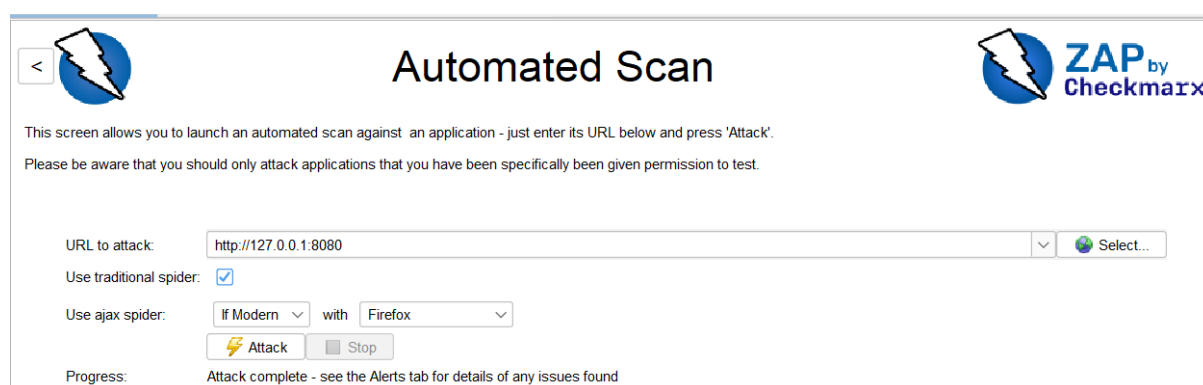 <
Automated Scan
ZAP by
Checkmarx
This screen allows you to launch an automated scan against an application - just enter its URL below and press 'Attack'.
Please be aware that you should only attack applications that you have been specifically been given permission to test.
URL to attack: http://127.0.0.1:8080 Select...
Use traditional spider:
Use ajax spider: If Modern with Firefox
Attack Stop
Progress: Attack complete - see the Alerts tab for details of any issues found